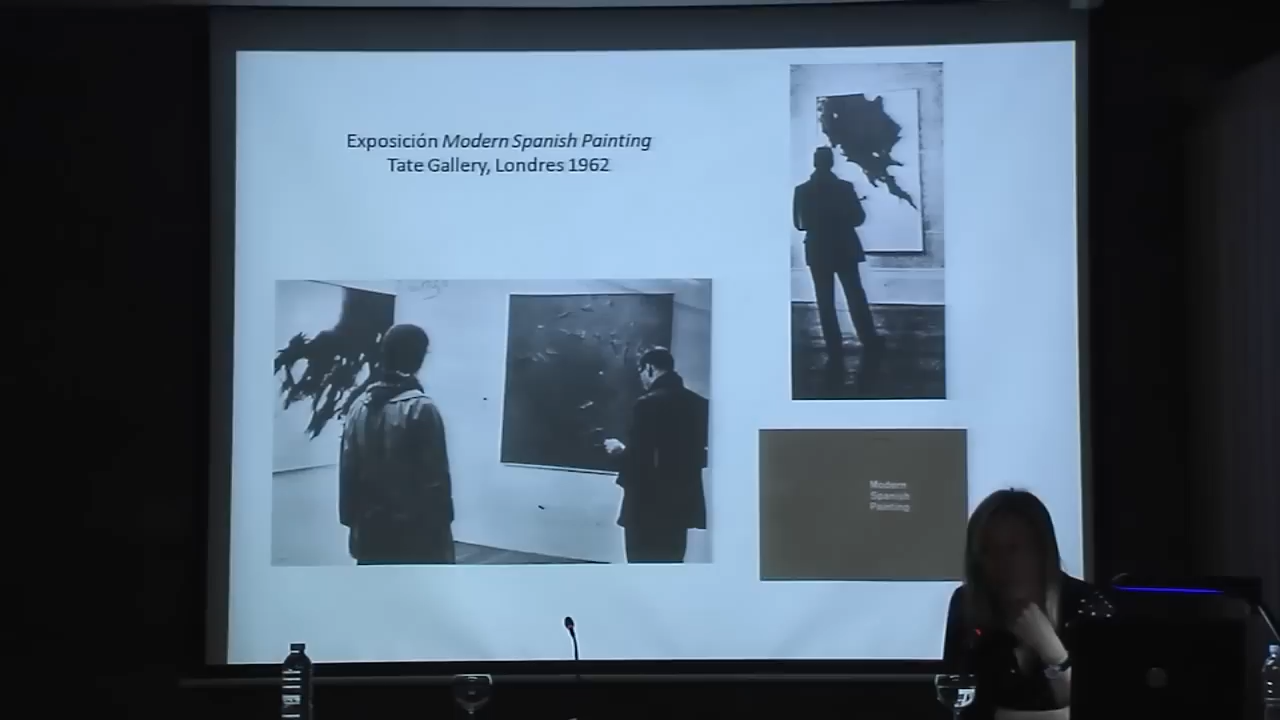 Exposición Modern Spanish Painting
Tate Gallery, Londres 1962
Modern
Spanish
Painting